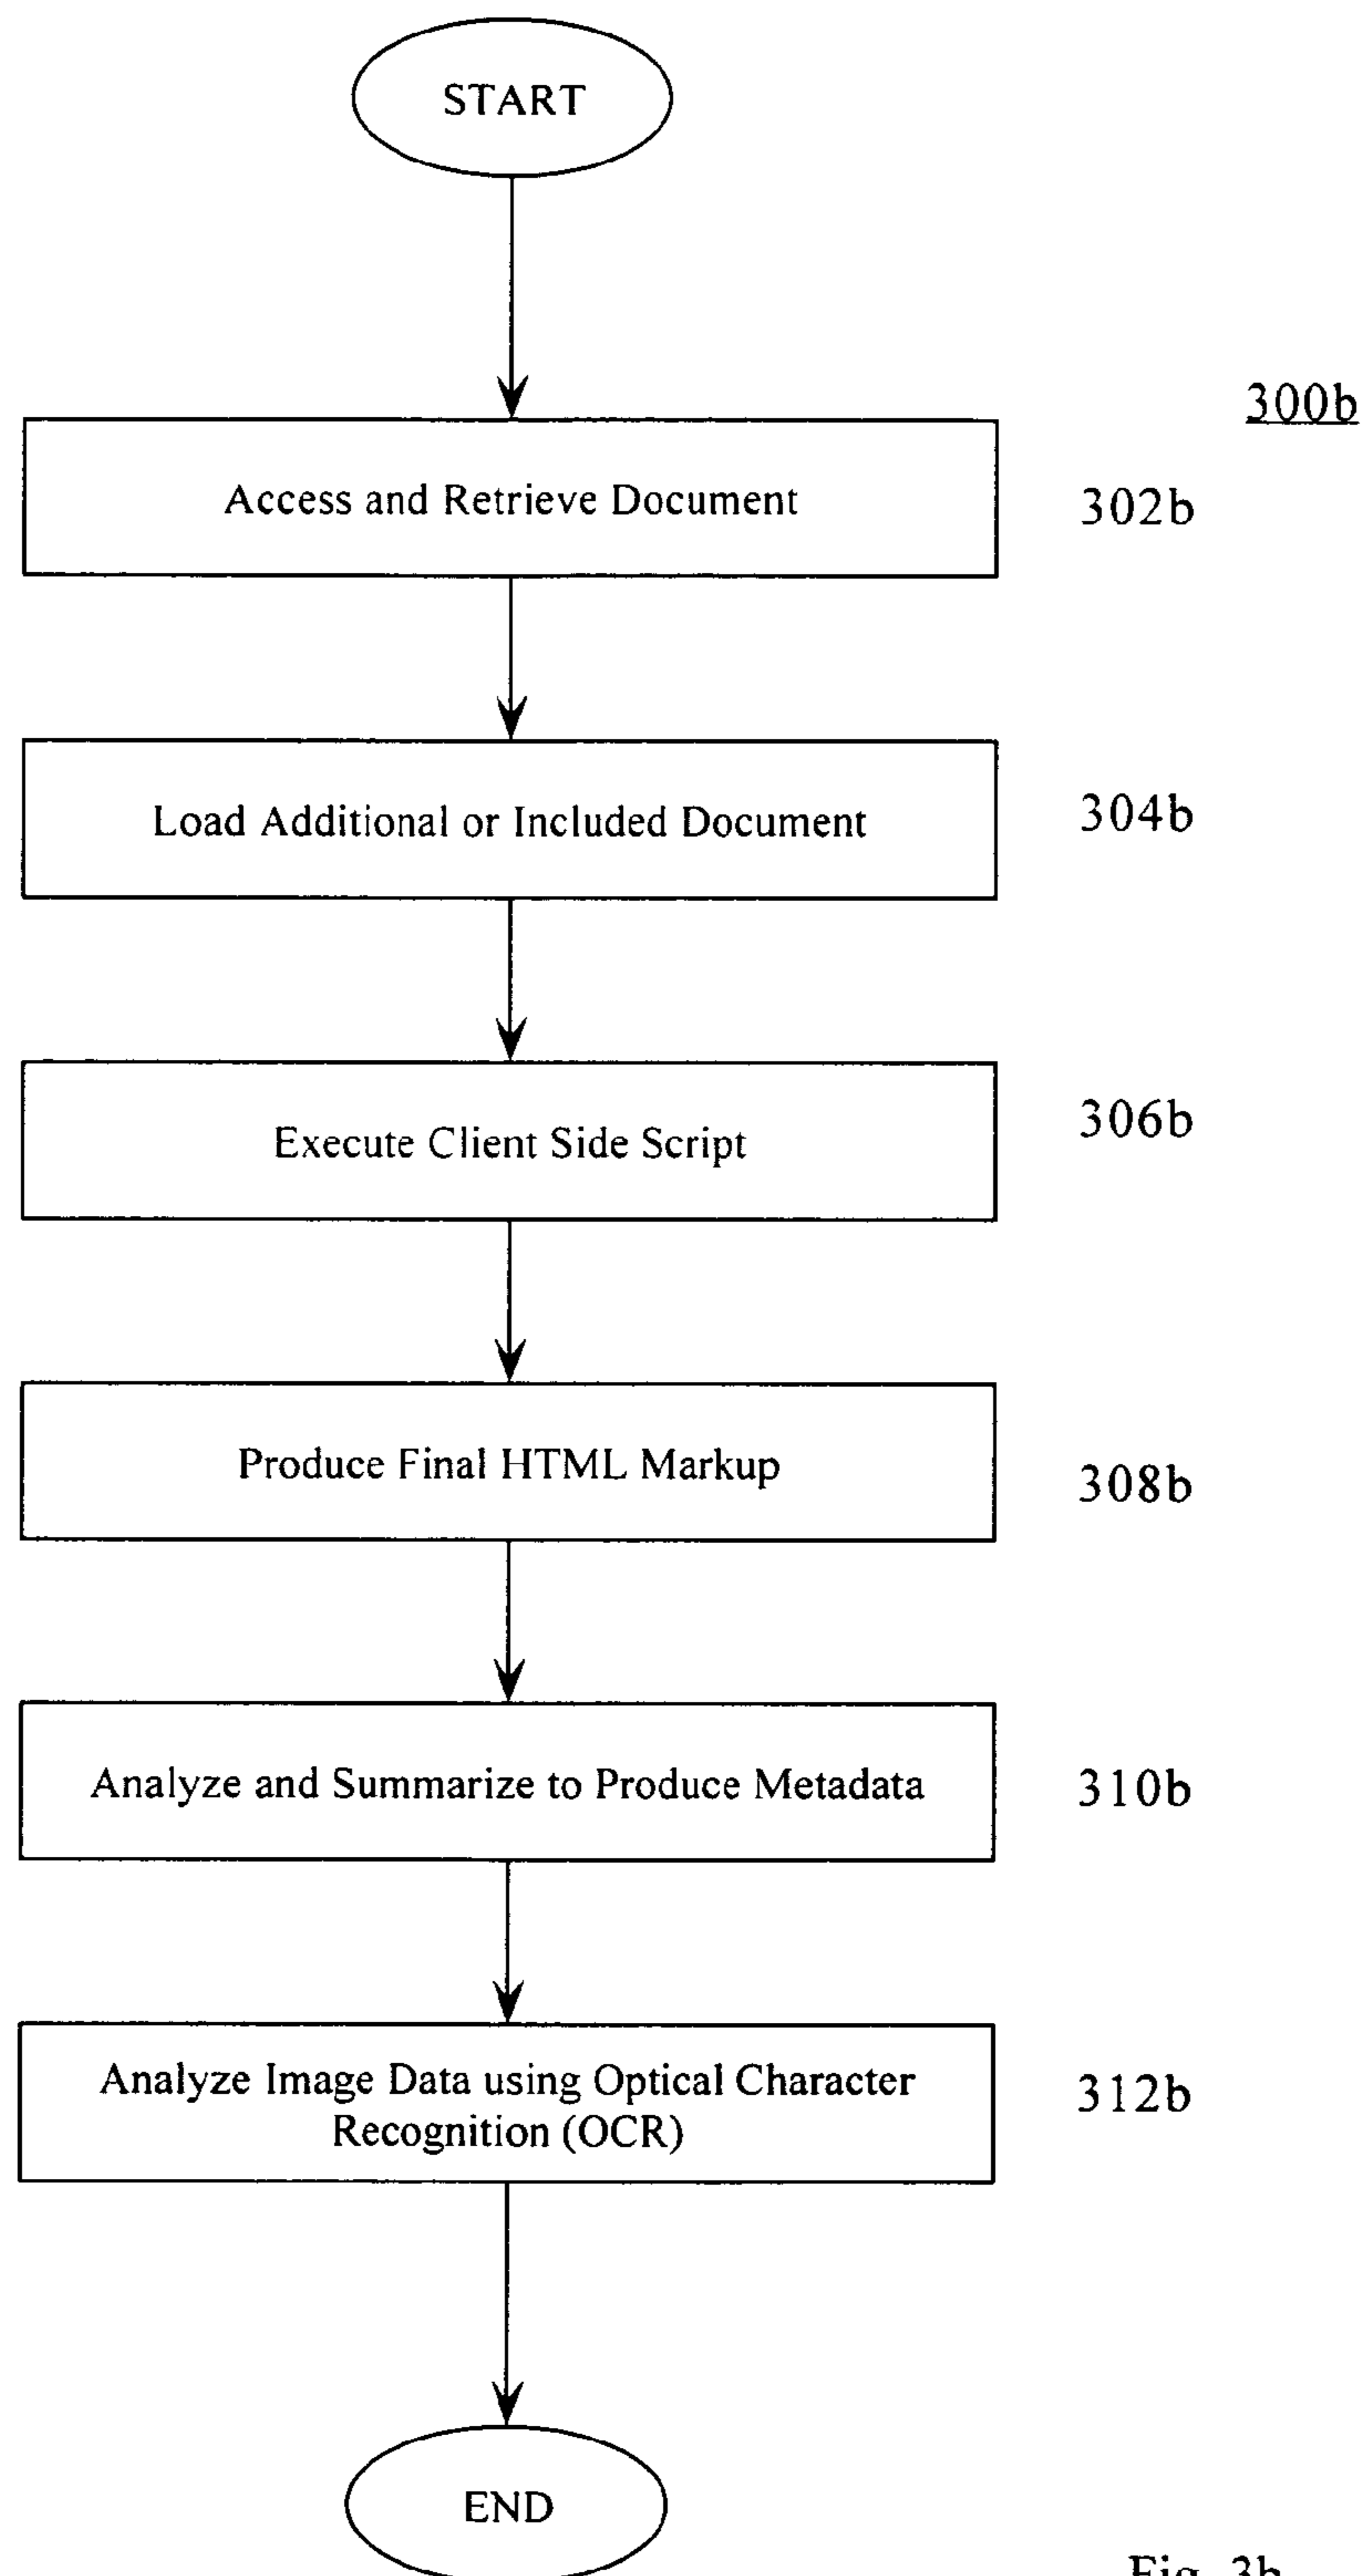 START
300b
Access and Retrieve Document
302b
Load Additional or Included Document
304b
Execute Client Side Script
306b
Produce Final HTML Markup
308b
Analyze and Summarize to Produce Metadata
310b
Analyze Image Data using Optical Character
Recognition (OCR)
312b
END
Fig. 3b